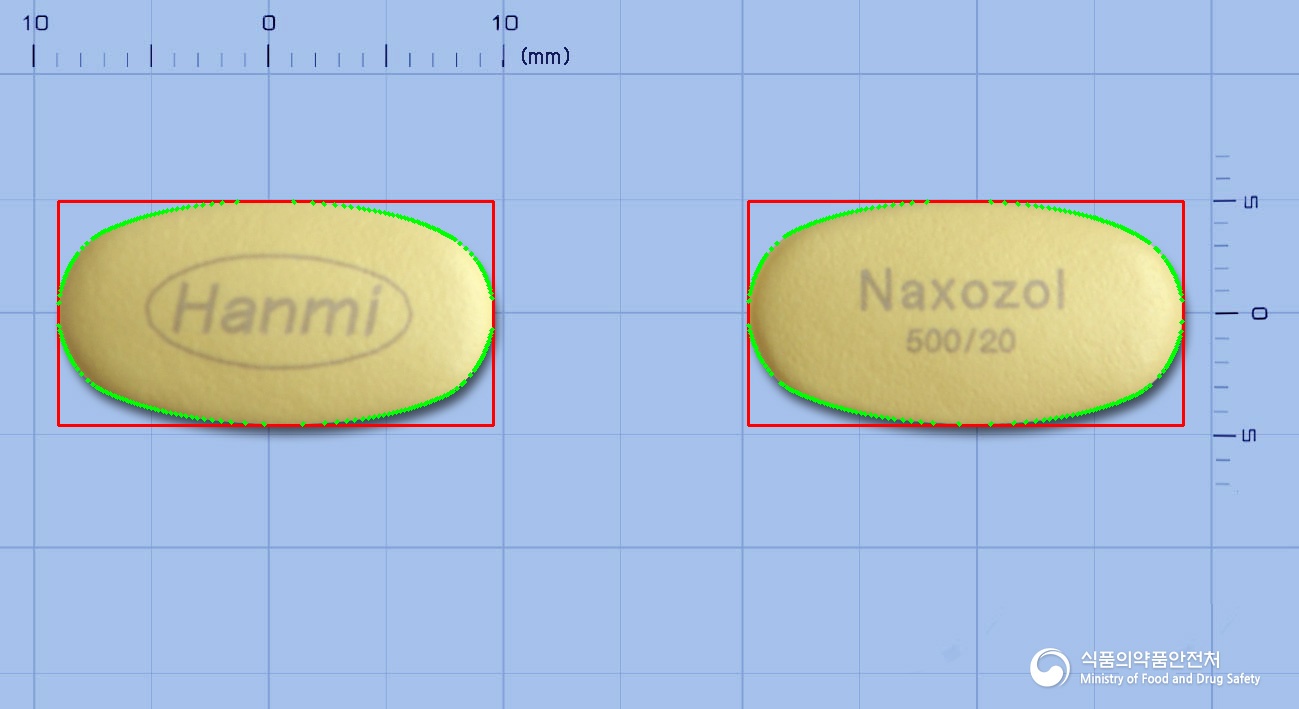 10 0 10
(mm)
5
0
5
Hanmi
Naxozol
500/20
식품의약품안전처
Ministry of Food and Drug Safety